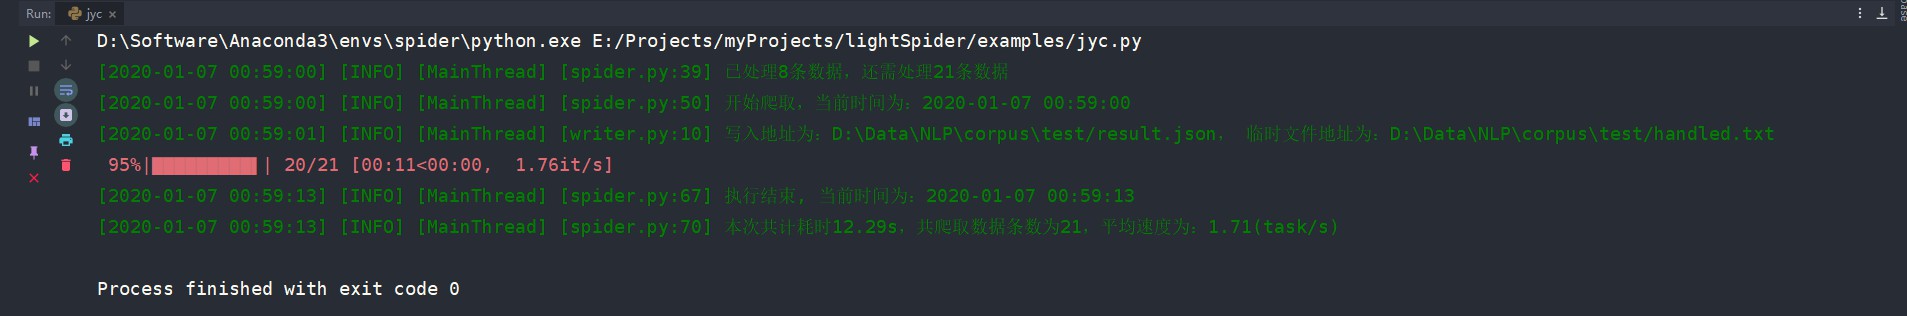 Run: jyc ×
D:\Software\Anaconda3\envs\spider\python.exe E:/Projects/myProjects/lightSpider/examples/jyc.py
[2020-01-07 00:59:00] [INFO] [MainThread] [spider.py:39] 已处理8条数据，还需处理21条数据
[2020-01-07 00:59:00] [INFO] [MainThread] [spider.py:50] 开始爬取，当前时间为：2020-01-07 00:59:00
[2020-01-07 00:59:01] [INFO] [MainThread] [writer.py:10] 写入地址为：D:\Data\NLP\corpus\test/result.json， 临时文件地址为：D:\Data\NLP\corpus\test/handled.txt
95%|██████████| 20/21 [00:11<00:00, 1.76it/s]
[2020-01-07 00:59:13] [INFO] [MainThread] [spider.py:67] 执行结束，当前时间为：2020-01-07 00:59:13
[2020-01-07 00:59:13] [INFO] [MainThread] [spider.py:70] 本次共计耗时12.29s，共爬取数据条数为21，平均速度为：1.71(task/s)
Process finished with exit code 0